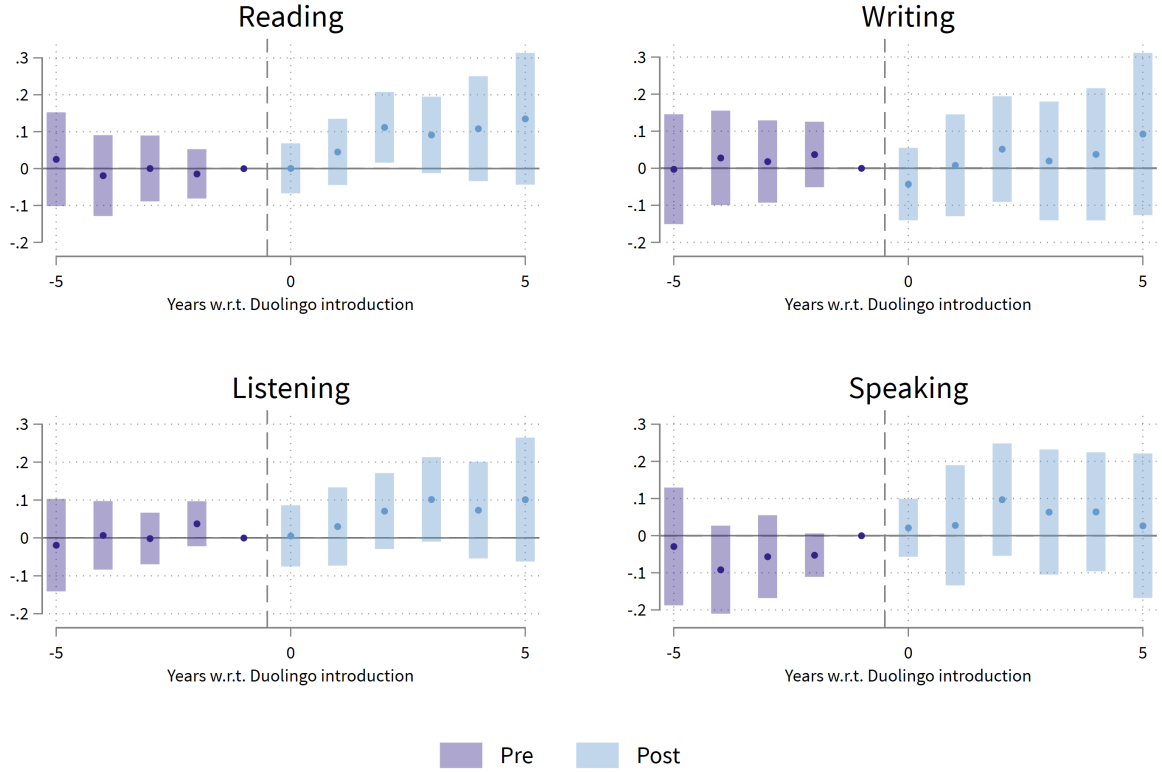 Reading
.3
.2
.1
0
-.1
-.2
-5 0 5
Years w.r.t. Duolingo introduction
Writing
.3
.2
.1
0
-.1
-.2
-5 0 5
Years w.r.t. Duolingo introduction
Listening
.3
.2
.1
0
-.1
-.2
-5 0 5
Years w.r.t. Duolingo introduction
Speaking
.3
.2
.1
0
-.1
-.2
-5 0 5
Years w.r.t. Duolingo introduction
Pre Post